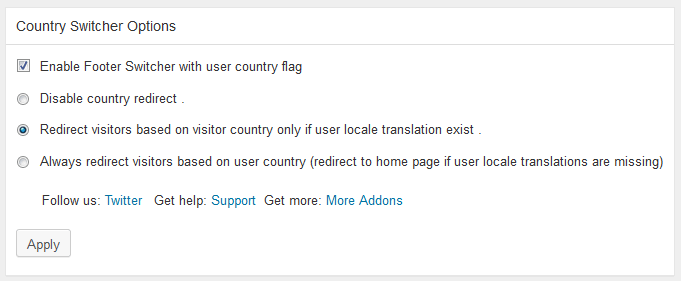 Country Switcher Options
Enable Footer Switcher with user country flag
Disable country redirect .
Redirect visitors based on visitor country only if user locale translation exist .
Always redirect visitors based on user country (redirect to home page if user locale translations are missing)
Follow us: Twitter Get help: Support Get more: More Addons
Apply